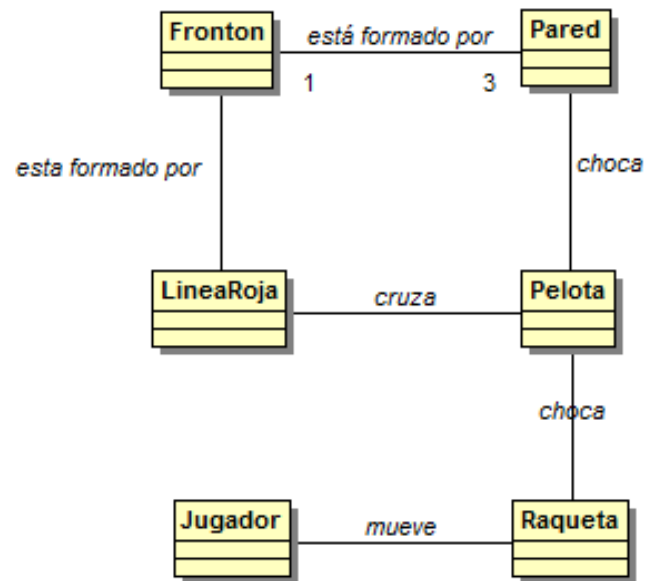 Fronton
está formado por
Pared
1
3
esta formado por
choca
LineaRoja
cruza
Pelota
choca
Jugador
mueve
Raqueta